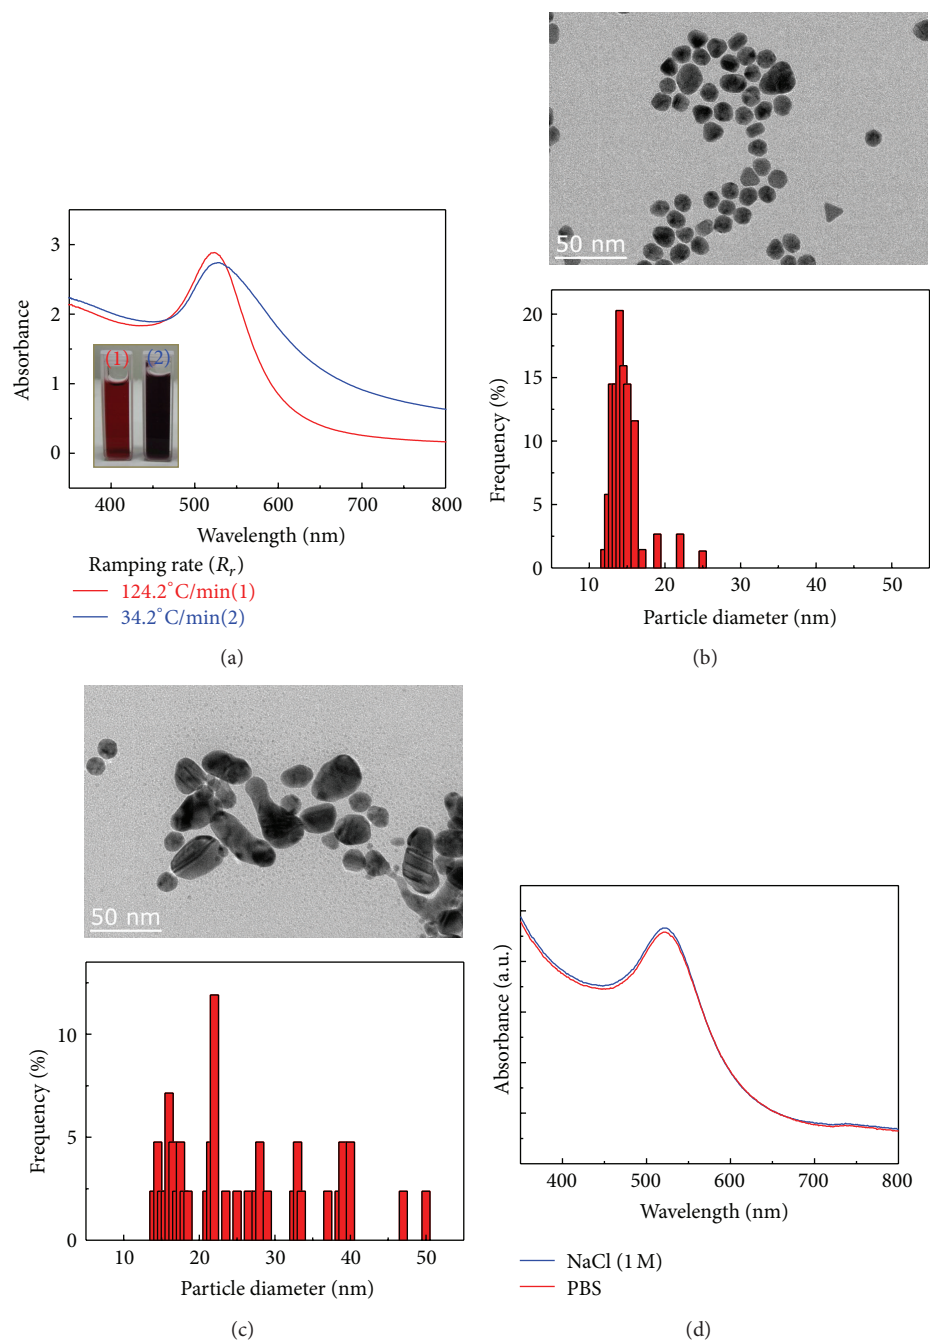 3
2
1
0
Absorbance
(1) (2)
400 500 600 700 800
Wavelength (nm)
Ramping rate (Rr)
124.2°C/min(1)
34.2°C/min(2)
(a)
50 nm
20
15
10
5
0
Frequency (%)
10 20 30 40 50
Particle diameter (nm)
(b)
50 nm
10
5
0
Frequency (%)
10 20 30 40 50
Particle diameter (nm)
(c)
Absorbance (a.u.)
400 500 600 700 800
Wavelength (nm)
NaCl (1 M)
PBS
(d)